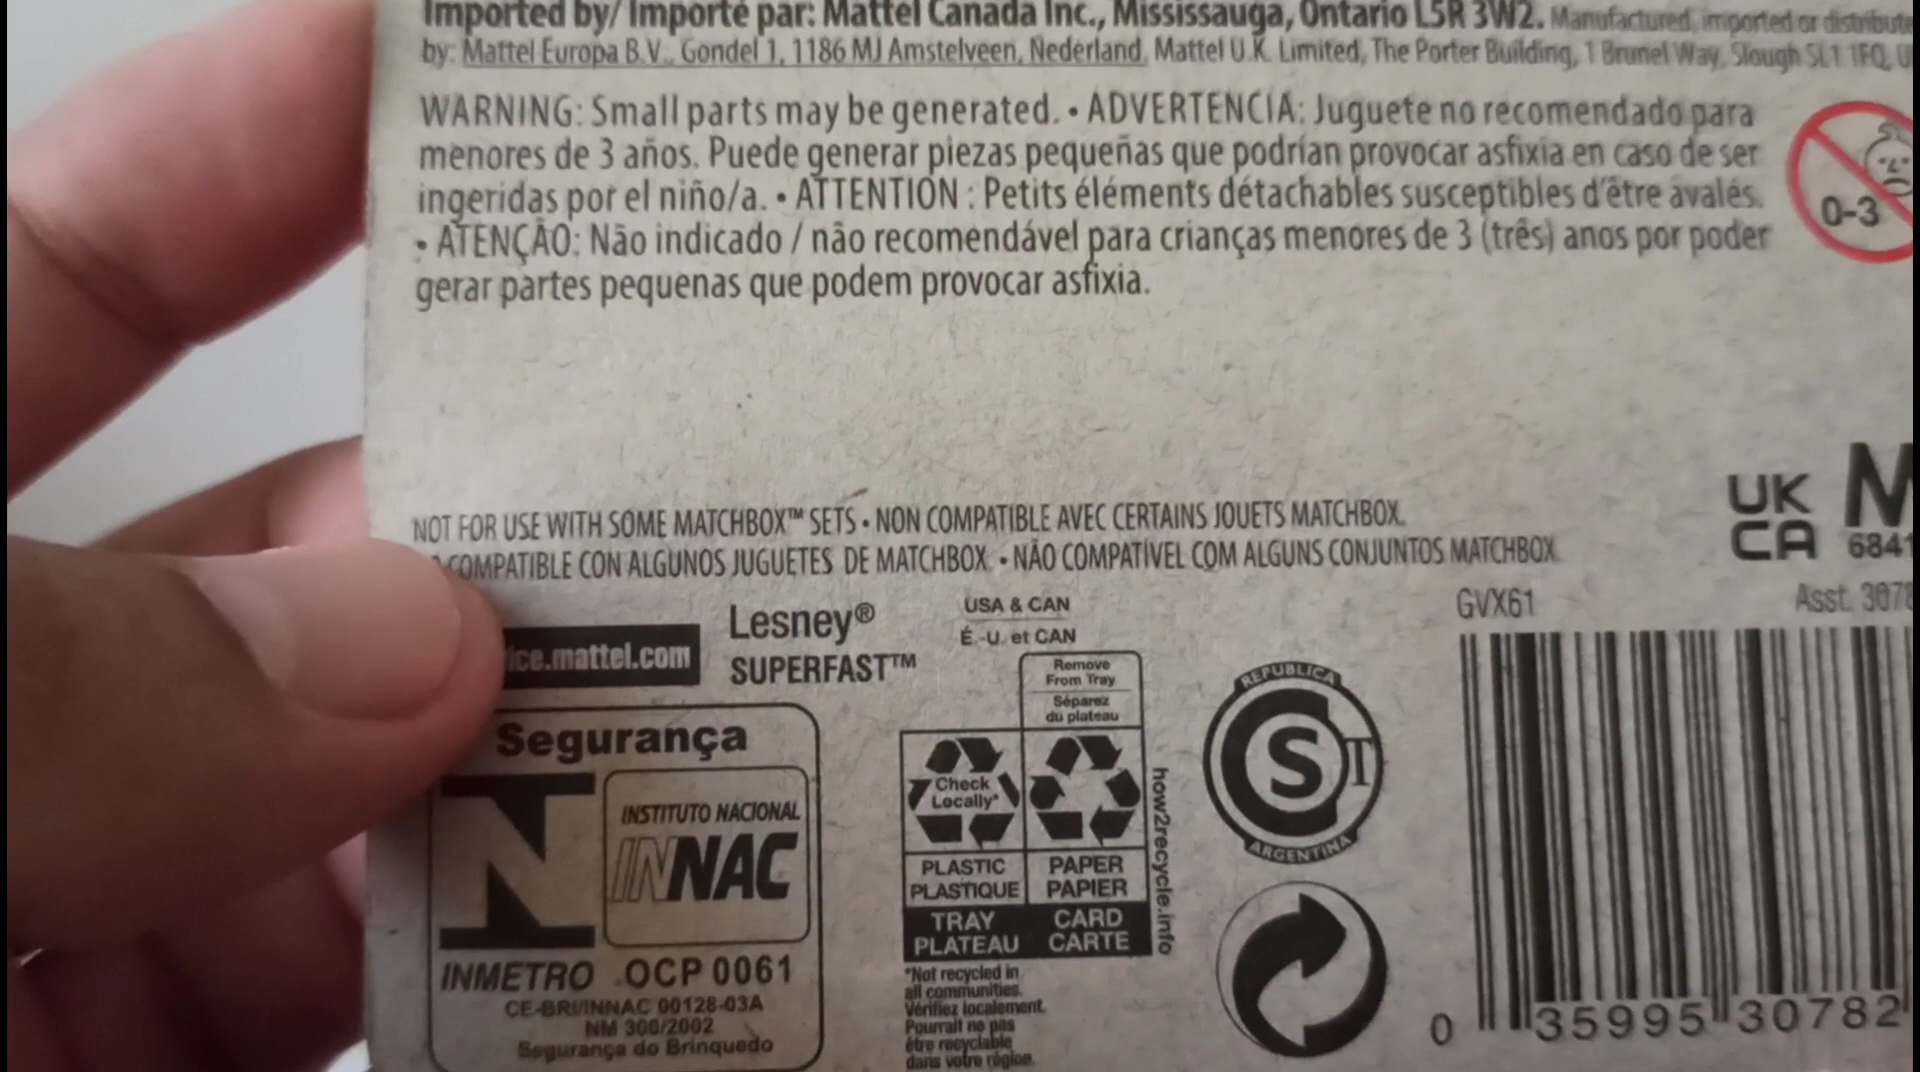 Imported by/ Importé par: Mattel Canada Inc., Mississauga, Ontario L5R 3W2. Manufactured, imported or distribute
by: Mattel Europa B.V., Gondel 1, 1186 MJ Amstelveen, Nederland. Mattel U.K. Limited, The Porter Building, 1 Brunel Way, Slough SL1 1FQ, U
WARNING: Small parts may be generated. • ADVERTENCIA: Juguete no recomendado para
menores de 3 años. Puede generar piezas pequeñas que podrían provocar asfixia en caso de ser
ingeridas por el niño/a. • ATTENTION : Petits éléments détachables susceptibles d'être avalés.
• ATENÇÃO: Não indicado / não recomendável para crianças menores de 3 (três) anos por poder
gerar partes pequenas que podem provocar asfixia.
0-3
NOT FOR USE WITH SOME MATCHBOX™ SETS • NON COMPATIBLE AVEC CERTAINS JOUETS MATCHBOX.
COMPATIBLE CON ALGUNOS JUGUETES DE MATCHBOX • NÃO COMPATÍVEL COM ALGUNS CONJUNTOS MATCHBOX.
UK
CA
M
6841
ice.mattel.com
Lesney®
SUPERFAST™
USA & CAN
É.-U. et CAN
Remove
From Tray
Séparez
du plateau
Check
Locally*
PLASTIC
PLASTIQUE
PAPER
PAPIER
TRAY
PLATEAU
CARD
CARTE
how2recycle.info
*Not recycled in
all communities.
Vérifiez localement.
Pourrait ne pas
être recyclable
dans votre région.
Segurança
INSTITUTO NACIONAL
INNAC
INMETRO OCP 0061
CE-BRI/INNAC 00128-03A
NM 300/2002
Segurança do Brinquedo
REPUBLICA
S T
ARGENTINA
GVX61
Asst. 3078
0 35995 30782